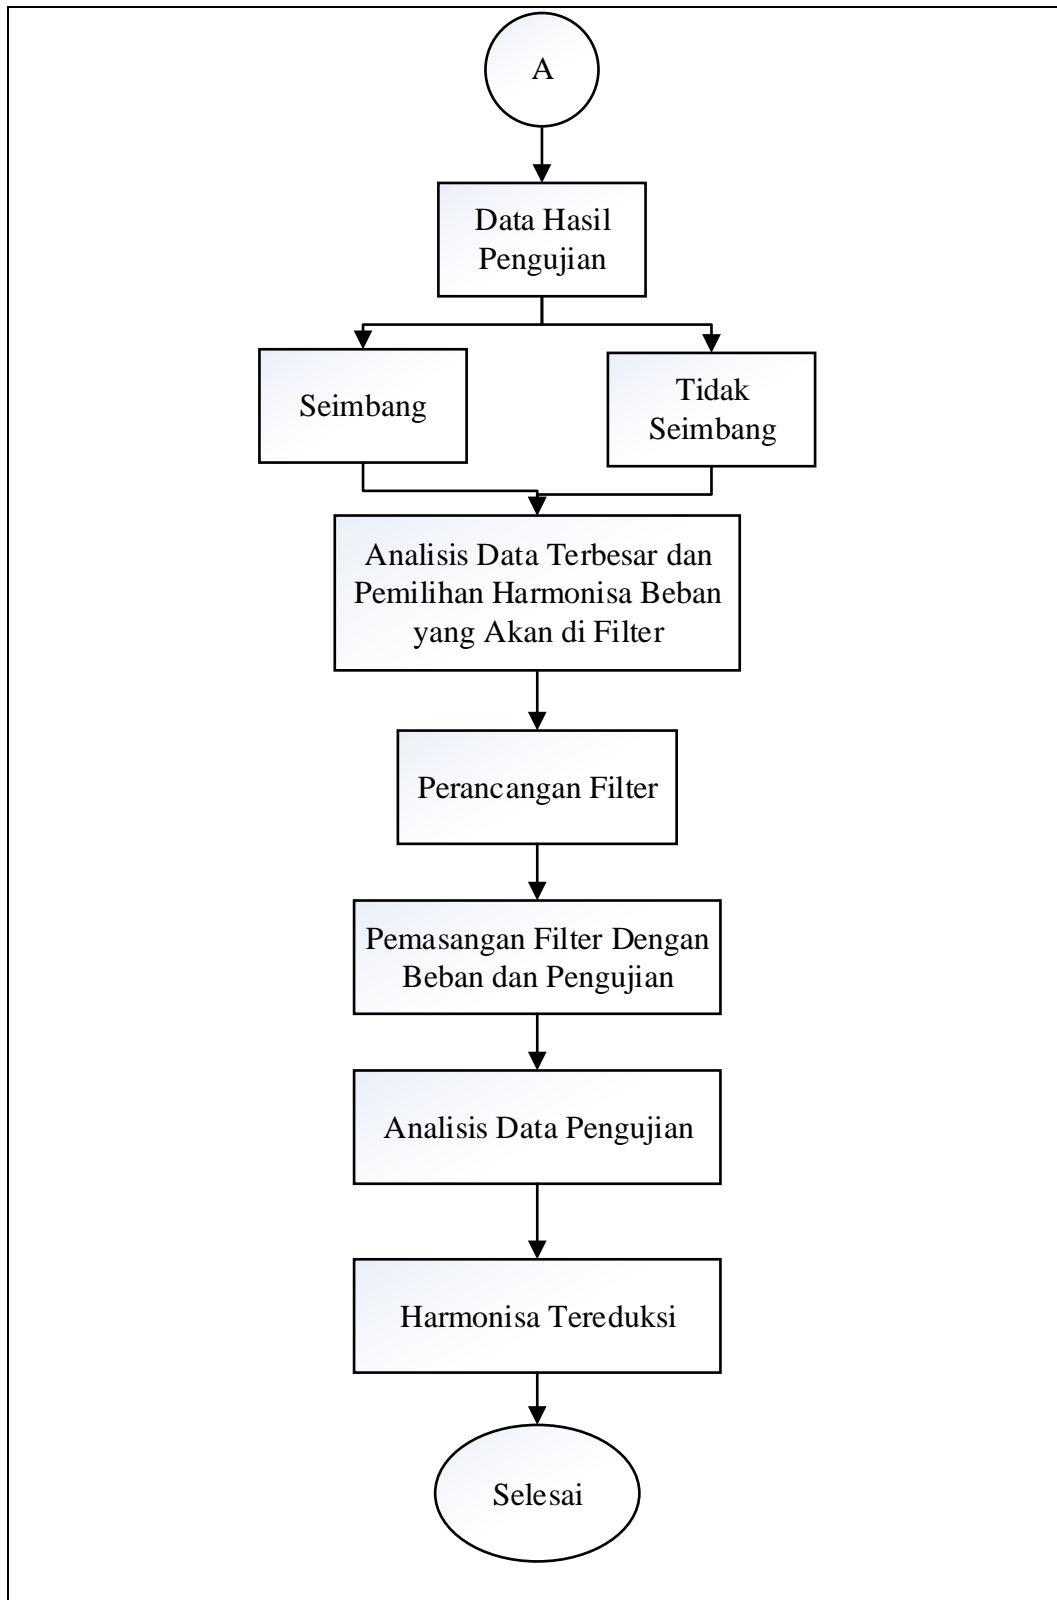 A
Data Hasil
Pengujian
Seimbang
Tidak
Seimbang
Analisis Data Terbesar dan
Pemilihan Harmonisa Beban
yang Akan di Filter
Perancangan Filter
Pemasangan Filter Dengan
Beban dan Pengujian
Analisis Data Pengujian
Harmonisa Tereduksi
Selesai